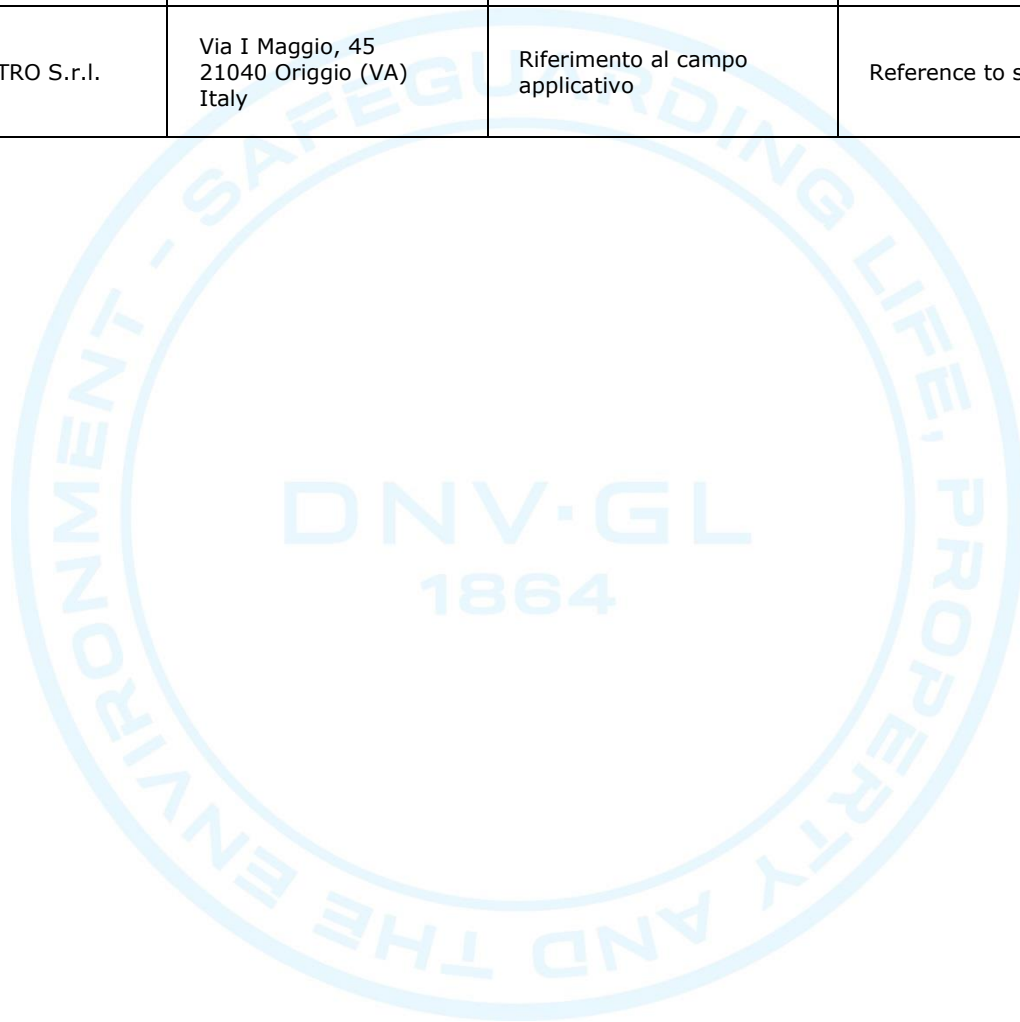 TRO S.r.l.
Via I Maggio, 45
21040 Origgio (VA)
Italy
Riferimento al campo
applicativo
Reference to s
SAFEGUARDING LIFE, PROPERTY AND THE ENVIRONMENT -
DNV·GL
1864